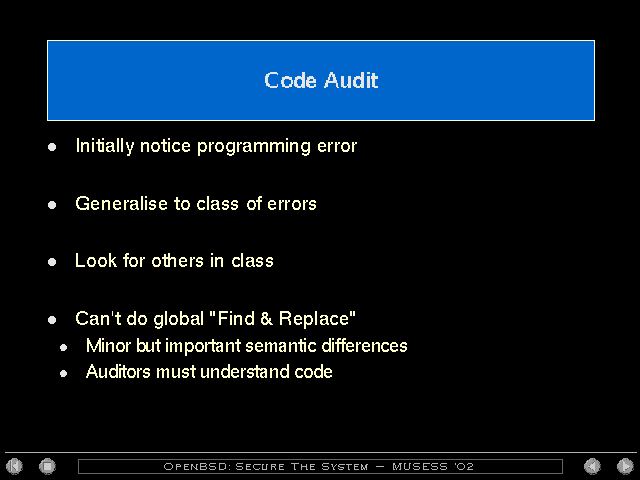 Code Audit
Initially notice programming error
Generalise to class of errors
Look for others in class
Can't do global "Find & Replace"
Minor but important semantic differences
Auditors must understand code
OpenBSD: Secure The System — MUSESS '02